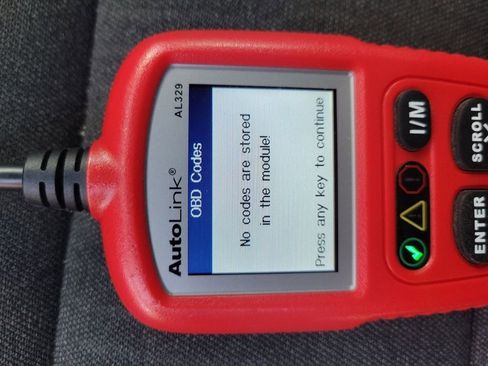 AutoLink®
AL329
OBD Codes
No codes are stored
in the module!
Press any key to continue
I/M
SCROLL
ENTER